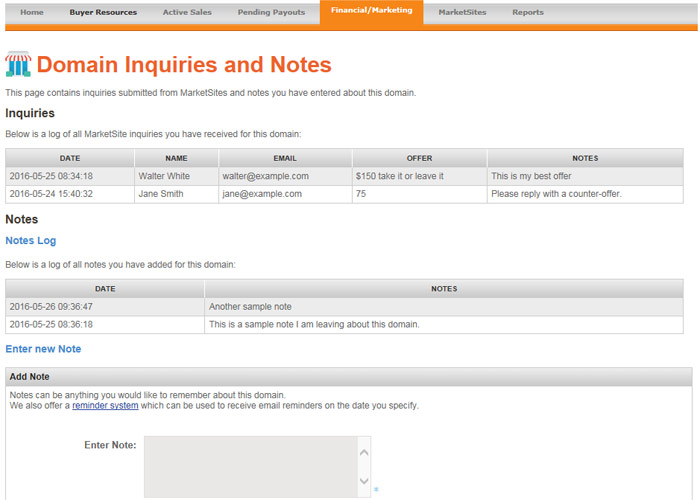 Home Buyer Resources Active Sales Pending Payouts Financial/Marketing MarketSites Reports
Domain Inquiries and Notes
This page contains inquiries submitted from MarketSites and notes you have entered about this domain.
Inquiries
Below is a log of all MarketSite inquiries you have received for this domain:
DATE NAME EMAIL OFFER NOTES
2016-05-25 08:34:18 Walter White walter@example.com $150 take it or leave it This is my best offer
2016-05-24 15:40:32 Jane Smith jane@example.com 75 Please reply with a counter-offer.
Notes
Notes Log
Below is a log of all notes you have added for this domain:
DATE NOTES
2016-05-26 09:36:47 Another sample note
2016-05-25 08:36:18 This is a sample note I am leaving about this domain.
Enter new Note
Add Note
Notes can be anything you would like to remember about this domain.
We also offer a reminder system which can be used to receive email reminders on the date you specify.
Enter Note:
*